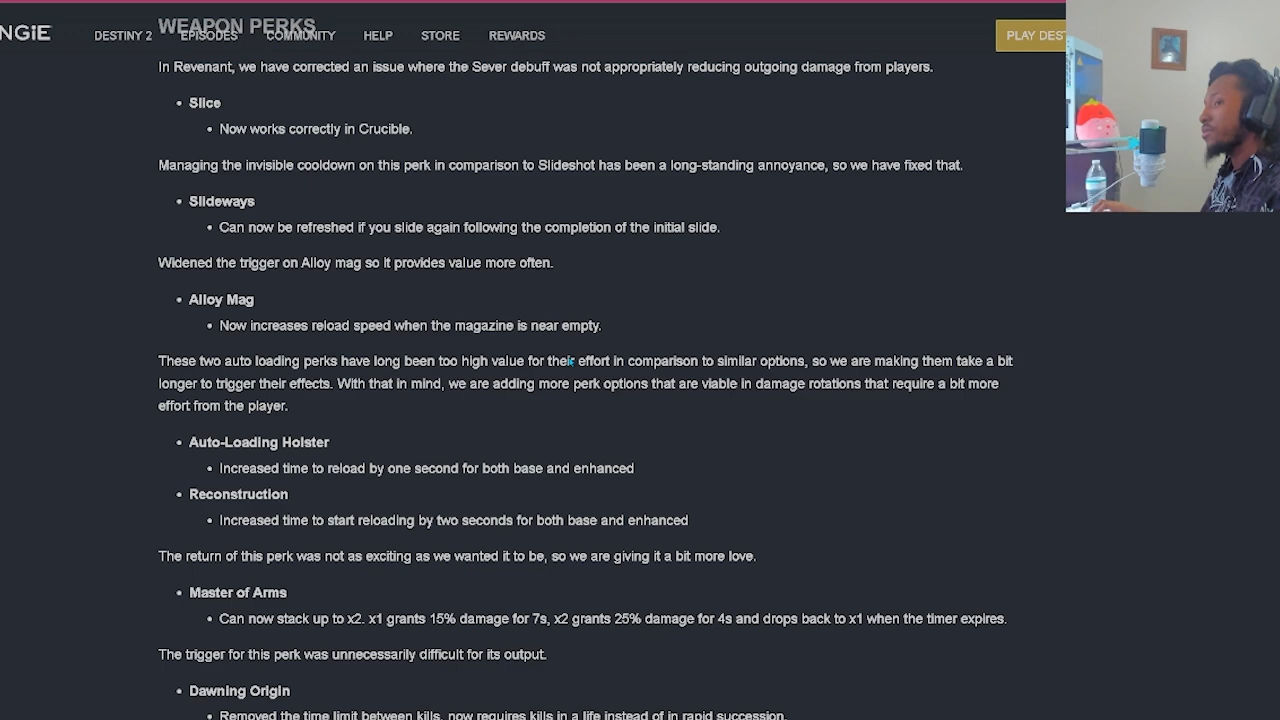 WEAPON PERKS
NGiE
DESTINY 2
EPISODES
COMMUNITY
HELP
STORE
REWARDS
PLAY DEST
In Revenant, we have corrected an issue where the Sever debuff was not appropriately reducing outgoing damage from players.
• Slice
• Now works correctly in Crucible.
Managing the invisible cooldown on this perk in comparison to Slideshot has been a long-standing annoyance, so we have fixed that.
• Slideways
• Can now be refreshed if you slide again following the completion of the initial slide.
Widened the trigger on Alloy mag so it provides value more often.
• Alloy Mag
• Now increases reload speed when the magazine is near empty.
These two auto loading perks have long been too high value for their effort in comparison to similar options, so we are making them take a bit
longer to trigger their effects. With that in mind, we are adding more perk options that are viable in damage rotations that require a bit more
effort from the player.
• Auto-Loading Holster
• Increased time to reload by one second for both base and enhanced
• Reconstruction
• Increased time to start reloading by two seconds for both base and enhanced
The return of this perk was not as exciting as we wanted it to be, so we are giving it a bit more love.
• Master of Arms
• Can now stack up to x2. x1 grants 15% damage for 7s, x2 grants 25% damage for 4s and drops back to x1 when the timer expires.
The trigger for this perk was unnecessarily difficult for its output.
• Dawning Origin
• Removed the time limit between kills, now requires kills in a life instead of in rapid succession.